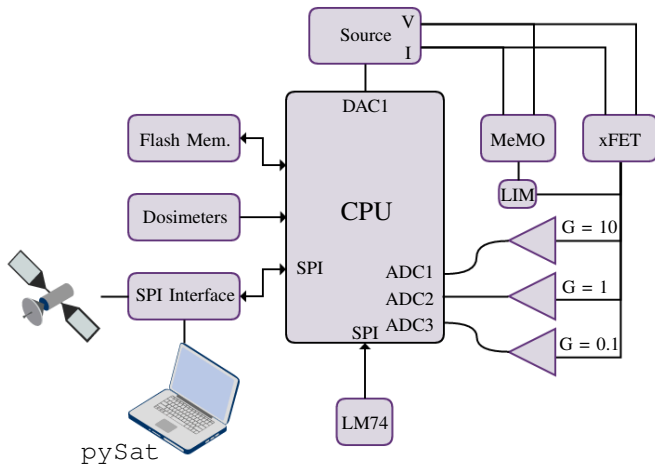 Source
V
I
DAC1
Flash Mem.
MeMO
xFET
LIM
Dosimeters
CPU
G = 10
SPI
ADC1
SPI Interface
ADC2
G = 1
ADC3
SPI
G = 0.1
LM74
pySat